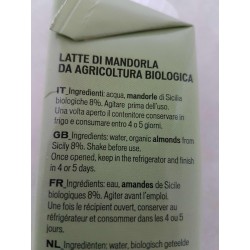 LATTE DI MANDORLA
DA AGRICOLTURA BIOLOGICA
IT_Ingredienti: acqua, mandorle di Sicilia
biologiche 8%. Agitare prima dell'uso.
Una volta aperto il contenitore conservare in
frigo e consumare entro 4 o 5 giorni.
GB_Ingredients: water, organic almonds from
Sicily 8%. Shake before use.
Once opened, keep in the refrigerator and finish
in 4 or 5 days.
FR_Ingrédients: eau, amandes de Sicile
biologiques 8%. Agiter avant l'emploi.
Une fois le récipient ouvert, conserver au
réfrigérateur et consommer dans les 4 ou 5
jours.
NL_Ingrediënten: water, biologisch geteelde